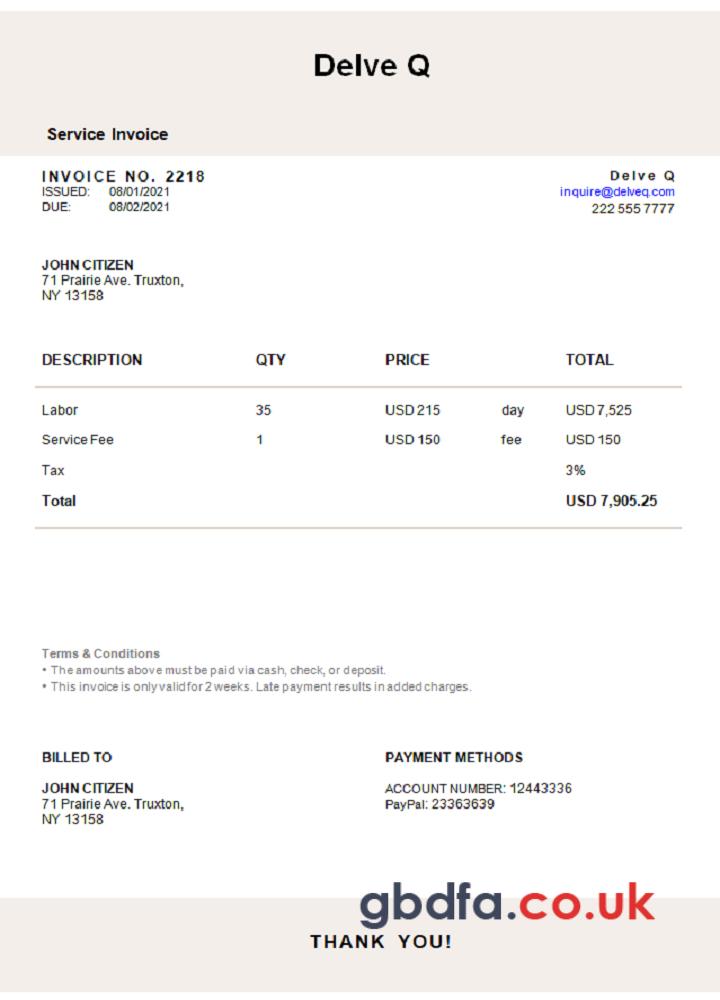 Delve Q
Service Invoice
INVOICE NO. 2218
ISSUED: 08/01/2021
DUE: 08/02/2021
Delve Q
inquire@delveq.com
222 555 7777
JOHN CITIZEN
71 Prairie Ave. Truxton,
NY 13158
DESCRIPTION QTY PRICE TOTAL
Labor 35 USD 215 day USD 7,525
Service Fee 1 USD 150 fee USD 150
Tax 3%
Total USD 7,905.25
Terms & Conditions
• The amounts above must be paid via cash, check, or deposit.
• This invoice is only valid for 2 weeks. Late payment results in added charges.
BILLED TO
JOHN CITIZEN
71 Prairie Ave. Truxton,
NY 13158
PAYMENT METHODS
ACCOUNT NUMBER: 12443336
PayPal: 23363639
gbdfa.co.uk
THANK YOU!